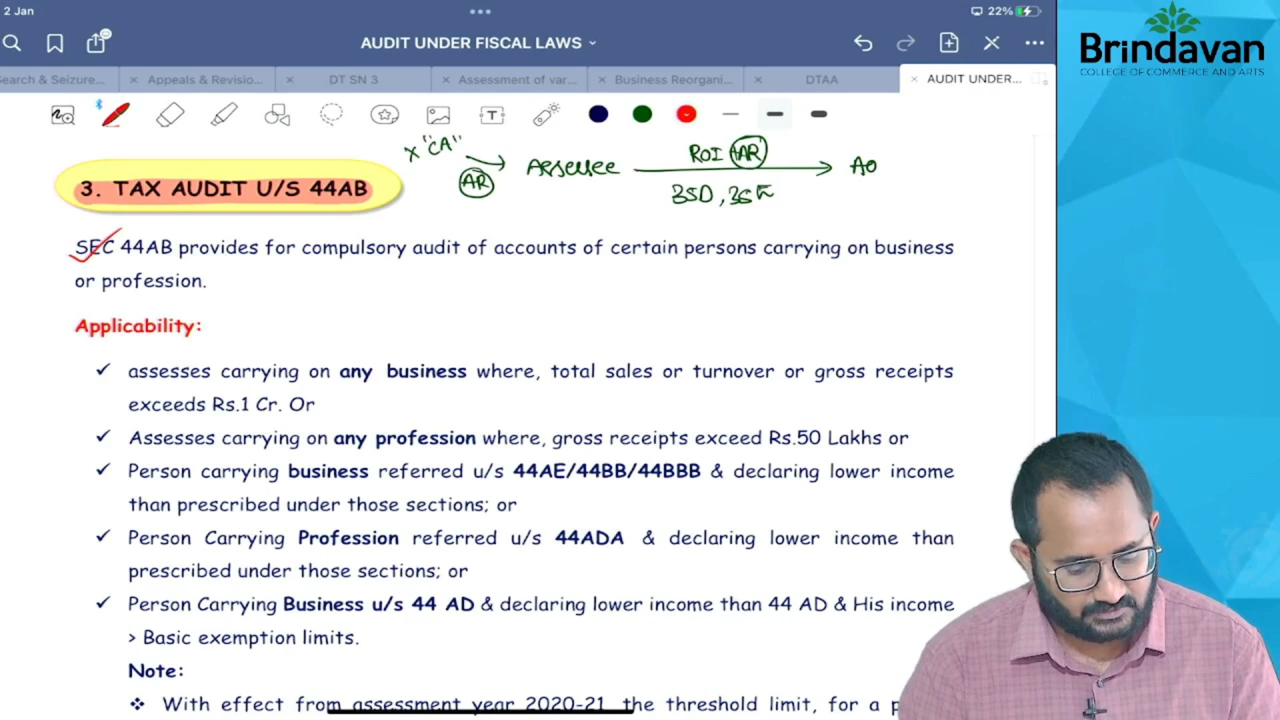 2 Jan
22%
AUDIT UNDER FISCAL LAWS
Brindavan
COLLEGE OF COMMERCE AND ARTS
earch & Seizure...
Appeals & Revisio...
DT SN 3
Assessment of var...
Business Reorgani...
DTAA
AUDIT UNDER...
T
x "CA"
AR
Assessee
ROI + AR
AO
35D, 35E
3. TAX AUDIT U/S 44AB
SEC 44AB provides for compulsory audit of accounts of certain persons carrying on business
or profession.
Applicability:
✓ assesses carrying on any business where, total sales or turnover or gross receipts
exceeds Rs.1 Cr. Or
✓ Assesses carrying on any profession where, gross receipts exceed Rs.50 Lakhs or
✓ Person carrying business referred u/s 44AE/44BB/44BBB & declaring lower income
than prescribed under those sections; or
✓ Person Carrying Profession referred u/s 44ADA & declaring lower income than
prescribed under those sections; or
✓ Person Carrying Business u/s 44 AD & declaring lower income than 44 AD & His income
> Basic exemption limits.
Note:
❖ With effect from assessment year 2020-21 the threshold limit, for a p